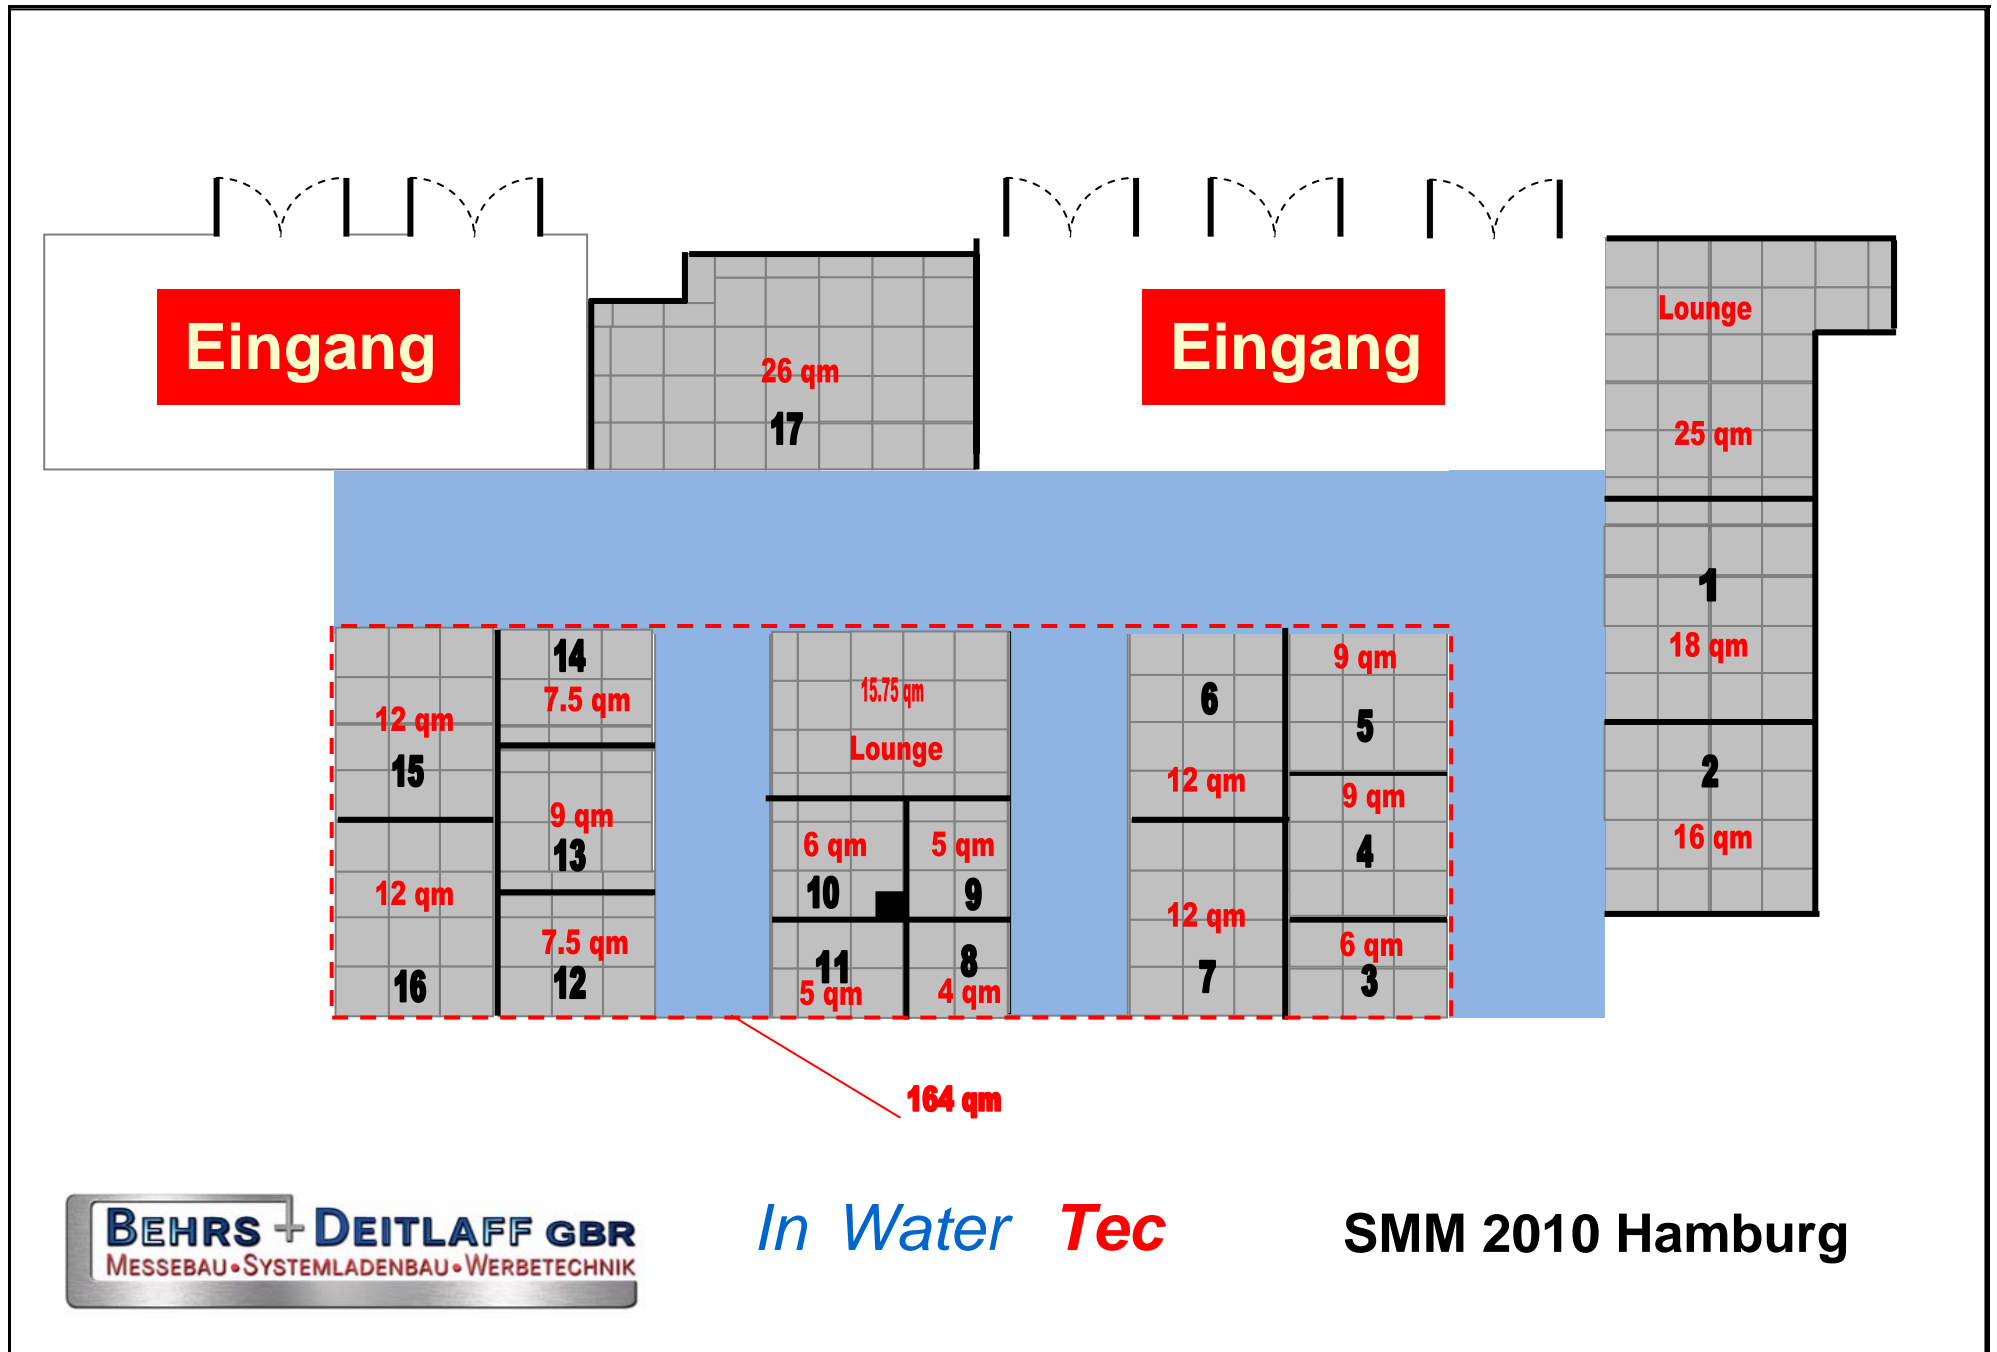 Eingang
Eingang
Lounge
26 qm
17
25 qm
1
18 qm
2
16 qm
14
7.5 qm
12 qm
15
9 qm
13
12 qm
16
7.5 qm
12
15.75 qm
Lounge
6 qm
10
5 qm
9
11
5 qm
8
4 qm
6
12 qm
9 qm
5
9 qm
4
12 qm
7
6 qm
3
164 qm
BEHRS + DEITLAFF GBR
MESSEBAU•SYSTEMLADENBAU•WERBETECHNIK
In Water Tec
SMM 2010 Hamburg